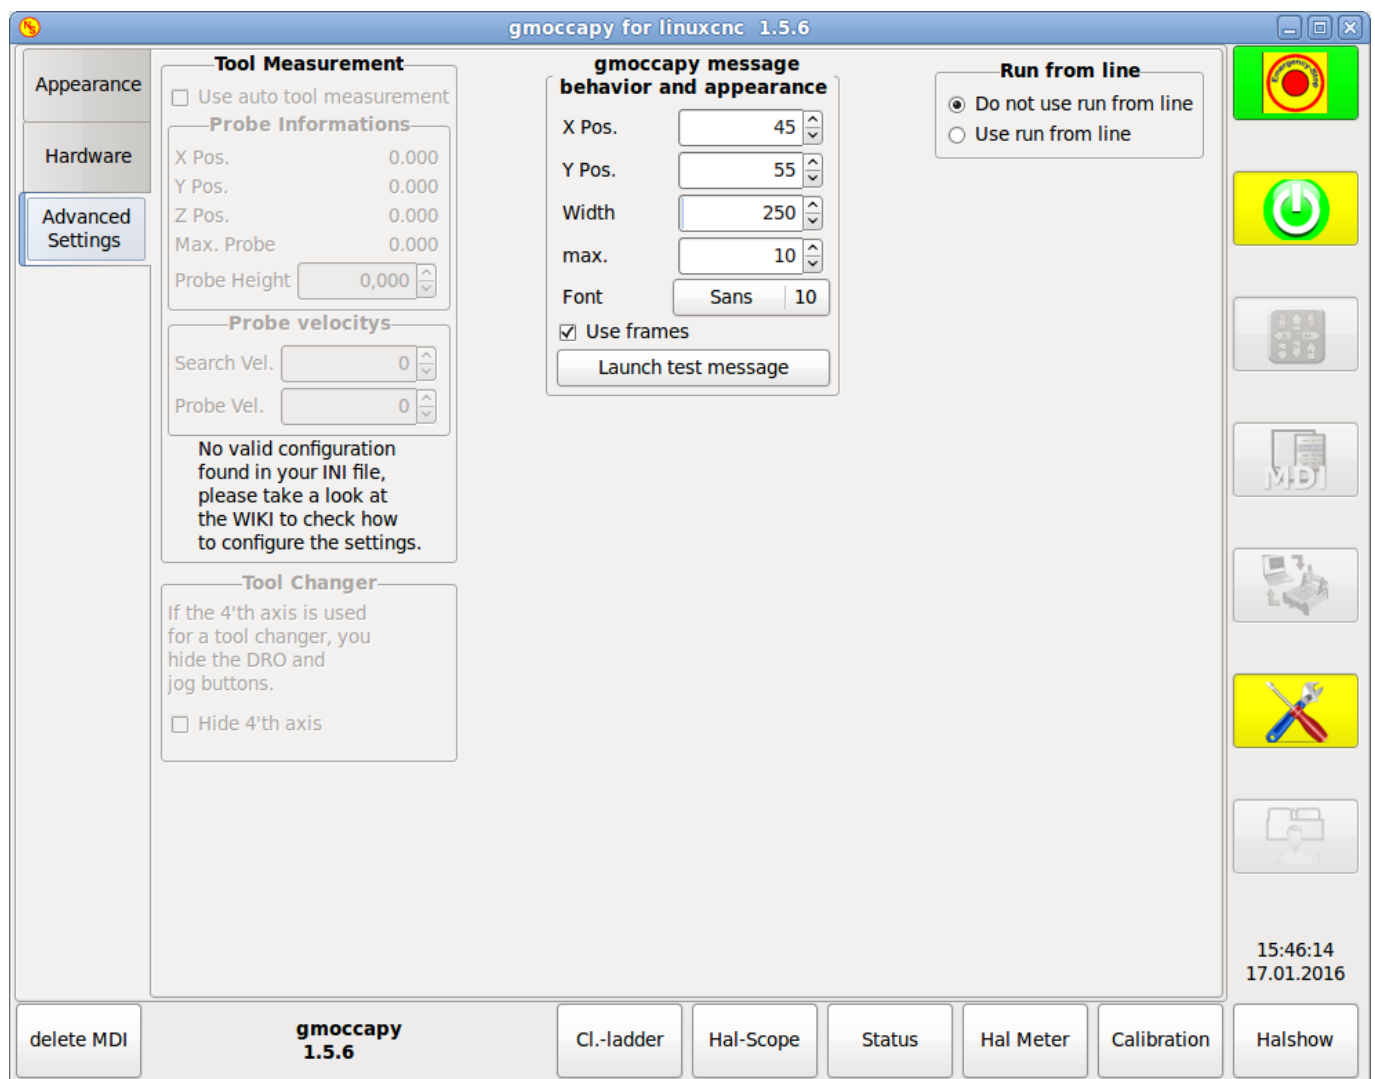 gmoccapy for linuxcnc 1.5.6
Appearance
Hardware
Advanced
Settings
Tool Measurement
Use auto tool measurement
Probe Informations
X Pos. 0.000
Y Pos. 0.000
Z Pos. 0.000
Max. Probe 0.000
Probe Height 0,000
Probe velocitys
Search Vel. 0
Probe Vel. 0
No valid configuration
found in your INI file,
please take a look at
the WIKI to check how
to configure the settings.
Tool Changer
If the 4'th axis is used
for a tool changer, you
hide the DRO and
jog buttons.
Hide 4'th axis
gmoccapy message
behavior and appearance
X Pos. 45
Y Pos. 55
Width 250
max. 10
Font Sans 10
Use frames
Launch test message
Run from line
Do not use run from line
Use run from line
Emergency-Stop
MDI
15:46:14
17.01.2016
delete MDI
gmoccapy
1.5.6
Cl.-ladder
Hal-Scope
Status
Hal Meter
Calibration
Halshow